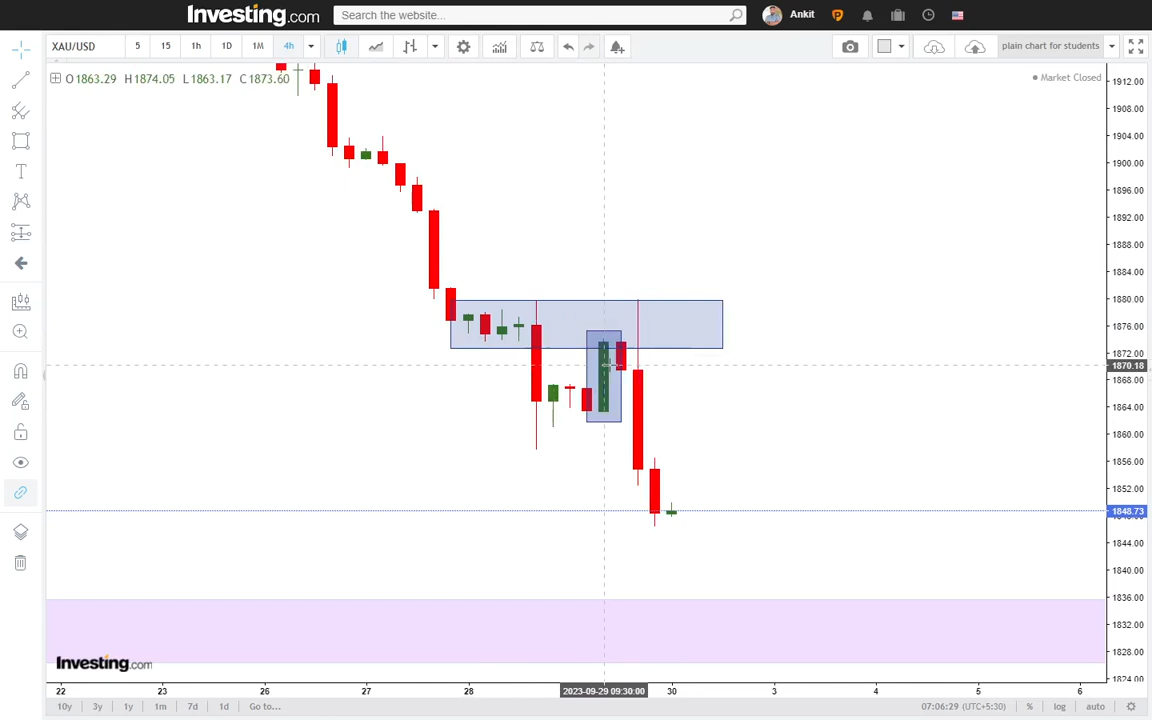 Investing.com
Search the website...
Ankit
XAU/USD 5 15 1h 1D 1M 4h
plain chart for students
O1863.29 H1874.05 L1863.17 C1873.60
Market Closed
1912.00
1908.00
1904.00
1900.00
1896.00
1892.00
1888.00
1884.00
1880.00
1876.00
1872.00
1870.18
1868.00
1864.00
1860.00
1856.00
1852.00
1848.73
1844.00
1840.00
1836.00
1832.00
1828.00
1824.00
Investing.com
22 23 26 27 28 2023-09-29 09:30:00 30 3 4 5 6
10y 3y 1y 1m 7d 1d Go to...
07:06:29 (UTC+5:30) % log auto